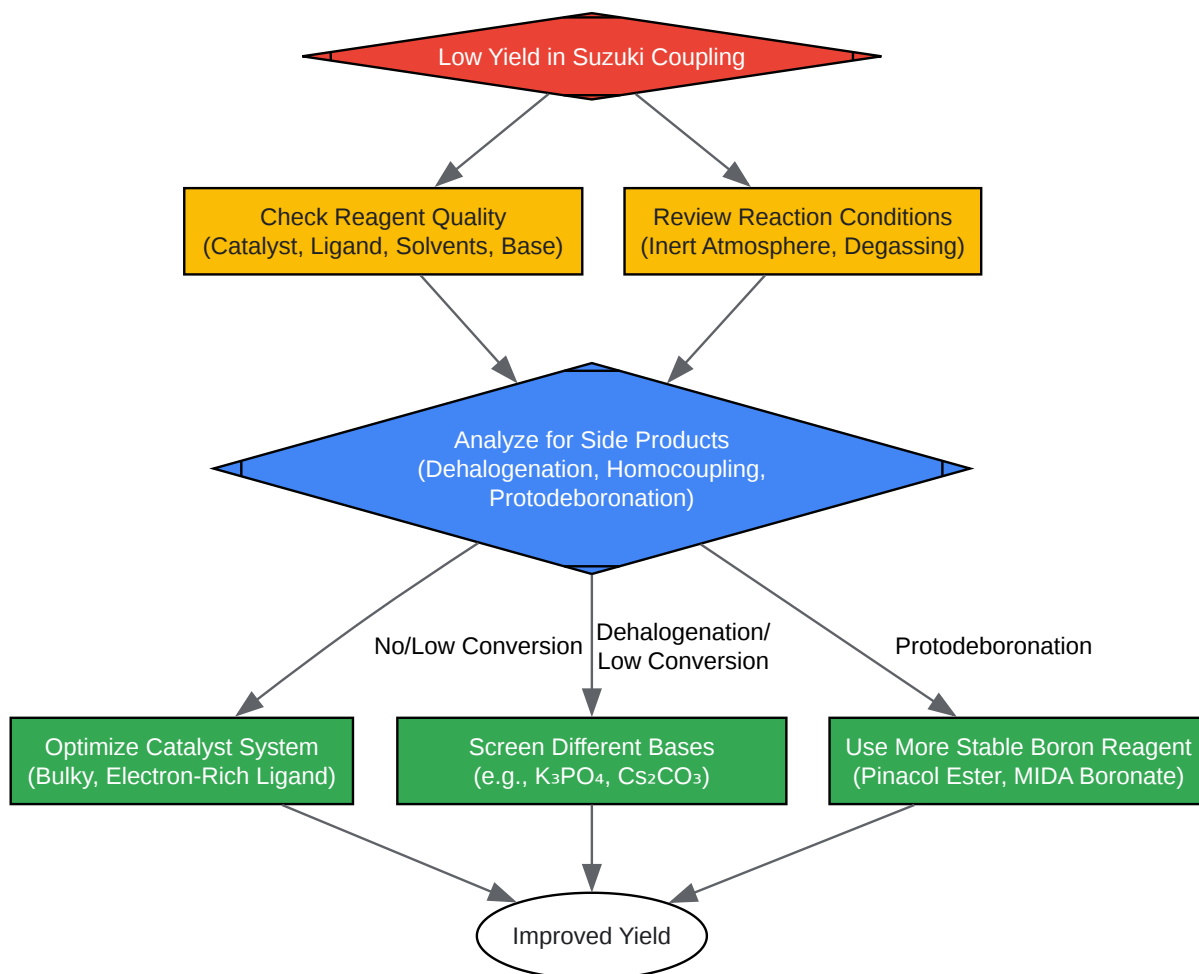 Low Yield in Suzuki Coupling
Check Reagent Quality
(Catalyst, Ligand, Solvents, Base)
Review Reaction Conditions
(Inert Atmosphere, Degassing)
Analyze for Side Products
(Dehalogenation, Homocoupling,
Protodeboronation)
No/Low Conversion
Dehalogenation/
Low Conversion
Protodeboronation
Optimize Catalyst System
(Bulky, Electron-Rich Ligand)
Screen Different Bases
(e.g., K₃PO₄, Cs₂CO₃)
Use More Stable Boron Reagent
(Pinacol Ester, MIDA Boronate)
Improved Yield